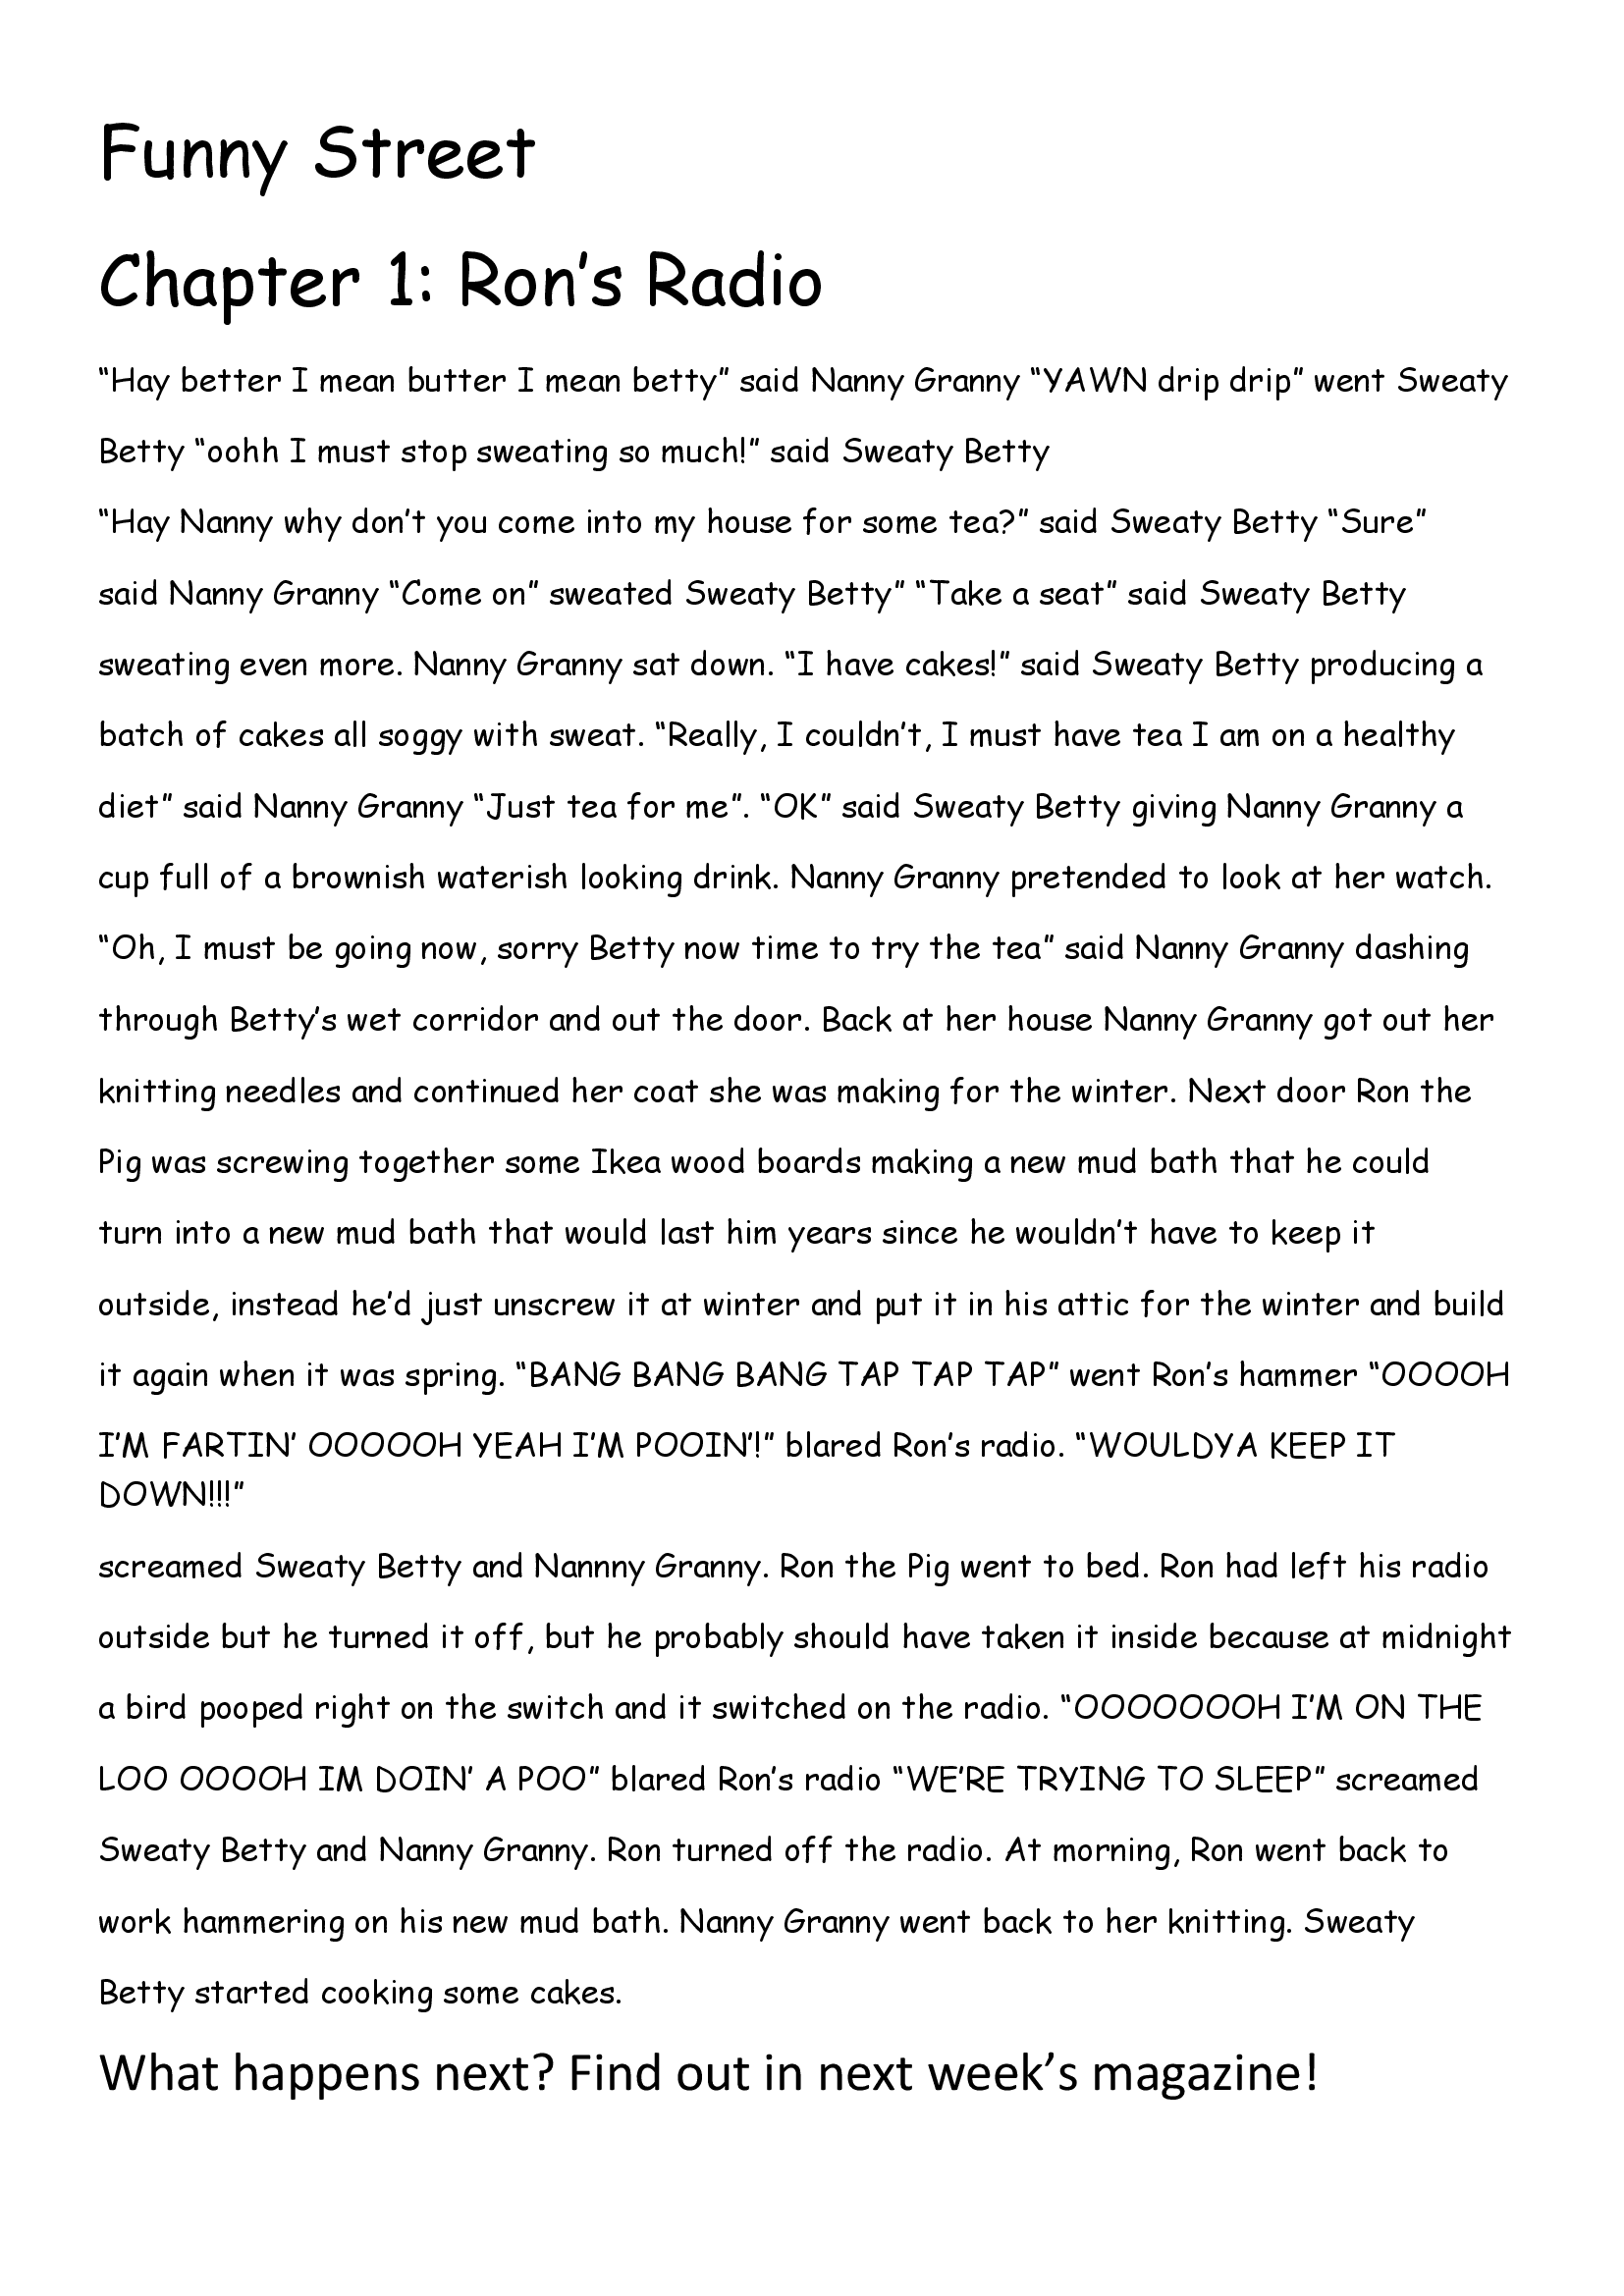 Funny Street
Chapter 1: Ron’s Radio
“Hay better I mean butter I mean betty” said Nanny Granny “YAWN drip drip” went Sweaty
Betty “oohh I must stop sweating so much!” said Sweaty Betty
“Hay Nanny why don’t you come into my house for some tea?” said Sweaty Betty “Sure”
said Nanny Granny “Come on” sweated Sweaty Betty” “Take a seat” said Sweaty Betty
sweating even more. Nanny Granny sat down. “I have cakes!” said Sweaty Betty producing a
batch of cakes all soggy with sweat. “Really, I couldn’t, I must have tea I am on a healthy
diet” said Nanny Granny “Just tea for me”. “OK” said Sweaty Betty giving Nanny Granny a
cup full of a brownish waterish looking drink. Nanny Granny pretended to look at her watch.
“Oh, I must be going now, sorry Betty now time to try the tea” said Nanny Granny dashing
through Betty’s wet corridor and out the door. Back at her house Nanny Granny got out her
knitting needles and continued her coat she was making for the winter. Next door Ron the
Pig was screwing together some Ikea wood boards making a new mud bath that he could
turn into a new mud bath that would last him years since he wouldn’t have to keep it
outside, instead he’d just unscrew it at winter and put it in his attic for the winter and build
it again when it was spring. “BANG BANG BANG TAP TAP TAP” went Ron’s hammer “OOOOH
I’M FARTIN’ OOOOOH YEAH I’M POOIN’!” blared Ron’s radio. “WOULDYA KEEP IT
DOWN!!!”
screamed Sweaty Betty and Nannny Granny. Ron the Pig went to bed. Ron had left his radio
outside but he turned it off, but he probably should have taken it inside because at midnight
a bird pooped right on the switch and it switched on the radio. “OOOOOOOH I’M ON THE
LOO OOOOH IM DOIN’ A POO” blared Ron’s radio “WE’RE TRYING TO SLEEP” screamed
Sweaty Betty and Nanny Granny. Ron turned off the radio. At morning, Ron went back to
work hammering on his new mud bath. Nanny Granny went back to her knitting. Sweaty
Betty started cooking some cakes.
What happens next? Find out in next week’s magazine!